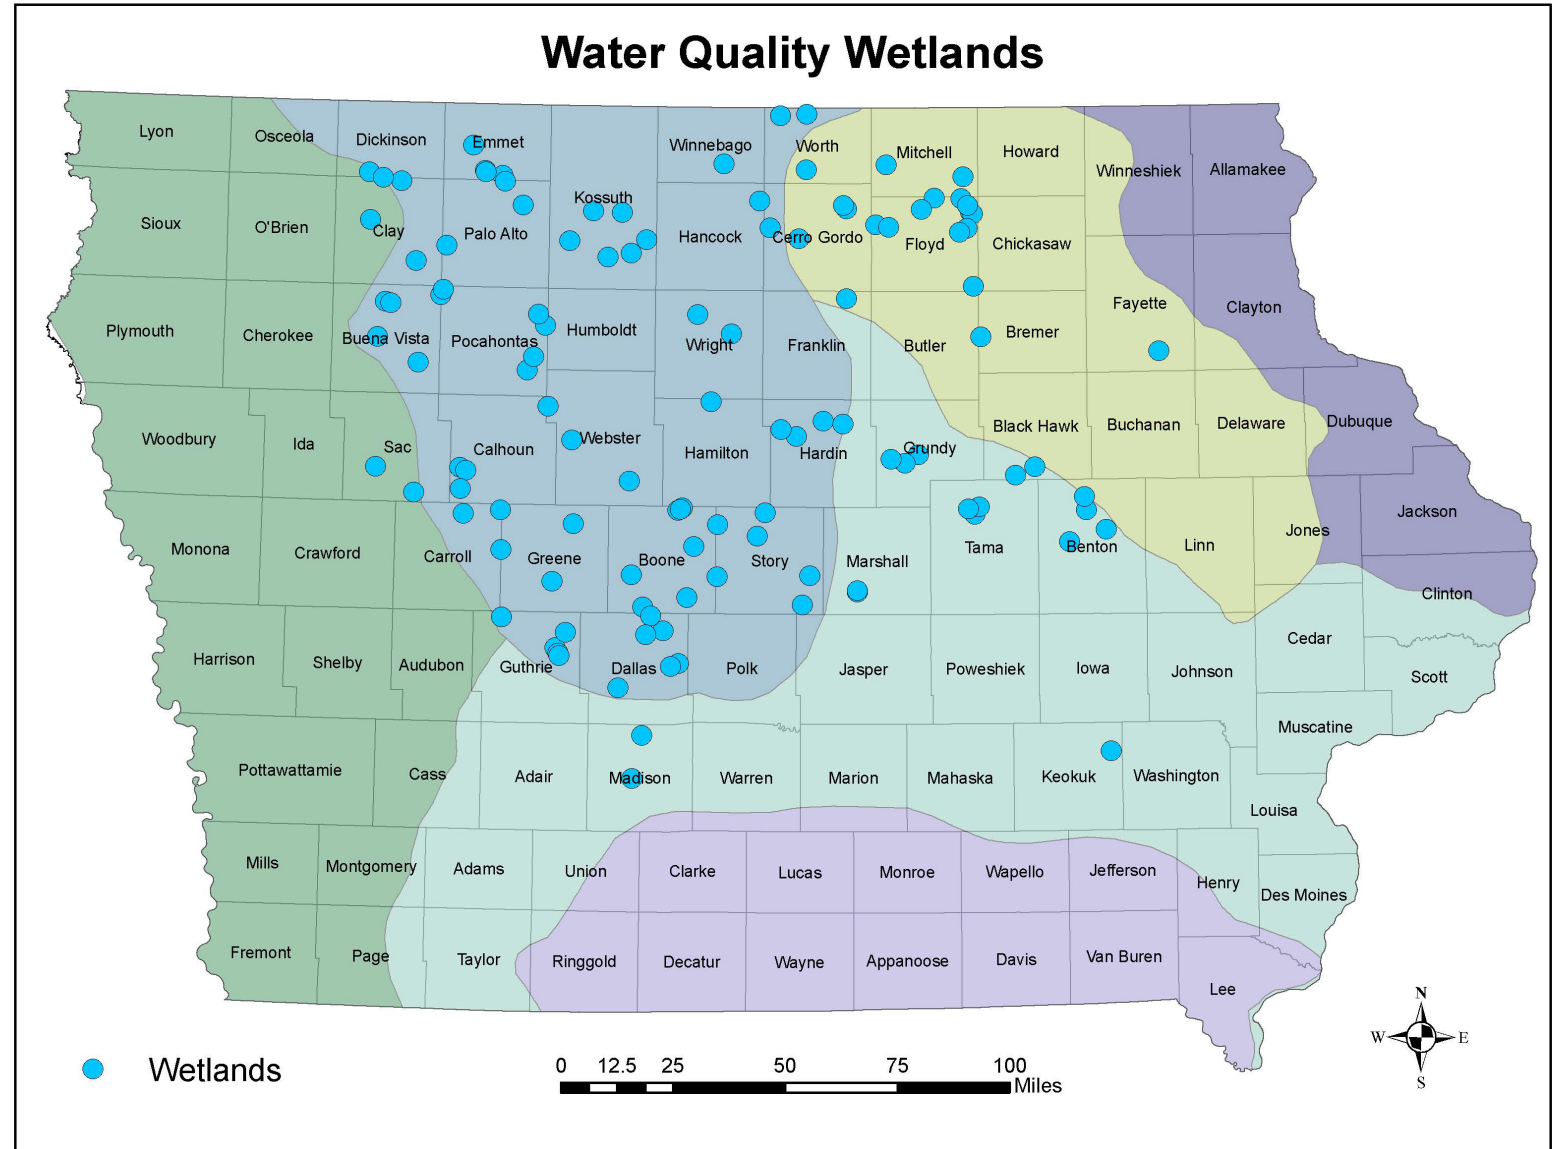 Water Quality Wetlands
Lyon
Osceola
Dickinson
Emmet
Winnebago
Worth
Mitchell
Howard
Winneshiek
Allamakee
Kossuth
Sioux
O'Brien
Clay
Palo Alto
Hancock
Cerro Gordo
Floyd
Chickasaw
Fayette
Clayton
Plymouth
Cherokee
Buena Vista
Pocahontas
Humboldt
Wright
Franklin
Butler
Bremer
Woodbury
Ida
Sac
Calhoun
Webster
Hamilton
Hardin
Grundy
Black Hawk
Buchanan
Delaware
Dubuque
Monona
Crawford
Carroll
Greene
Boone
Story
Marshall
Tama
Benton
Linn
Jones
Jackson
Clinton
Harrison
Shelby
Audubon
Guthrie
Dallas
Polk
Jasper
Poweshiek
Iowa
Johnson
Cedar
Scott
Muscatine
Pottawattamie
Cass
Adair
Madison
Warren
Marion
Mahaska
Keokuk
Washington
Louisa
Mills
Montgomery
Adams
Union
Clarke
Lucas
Monroe
Wapello
Jefferson
Henry
Des Moines
Fremont
Page
Taylor
Ringgold
Decatur
Wayne
Appanoose
Davis
Van Buren
Lee
N
W
E
S
Wetlands
0 12.5 25 50 75 100
Miles